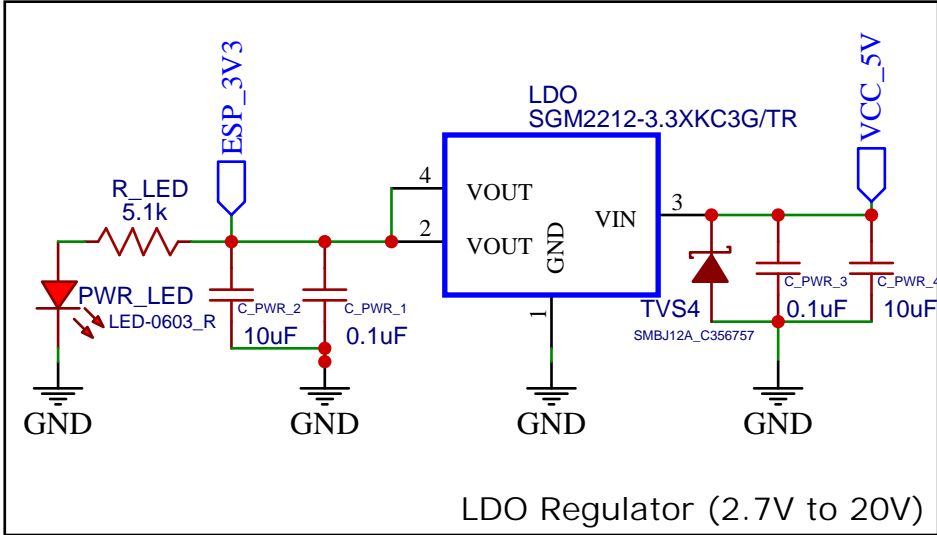 ESP_3V3
VCC_5V
LDO
SGM2212-3.3XKC3G/TR
R_LED
5.1k
4
VOUT
2
VOUT
GND
VIN
3
1
PWR_LED
LED-0603_R
C_PWR_2
10uF
C_PWR_1
0.1uF
TVS4
SMBJ12A_C356757
C_PWR_3
0.1uF
C_PWR_4
10uF
GND
GND
GND
GND
LDO Regulator (2.7V to 20V)